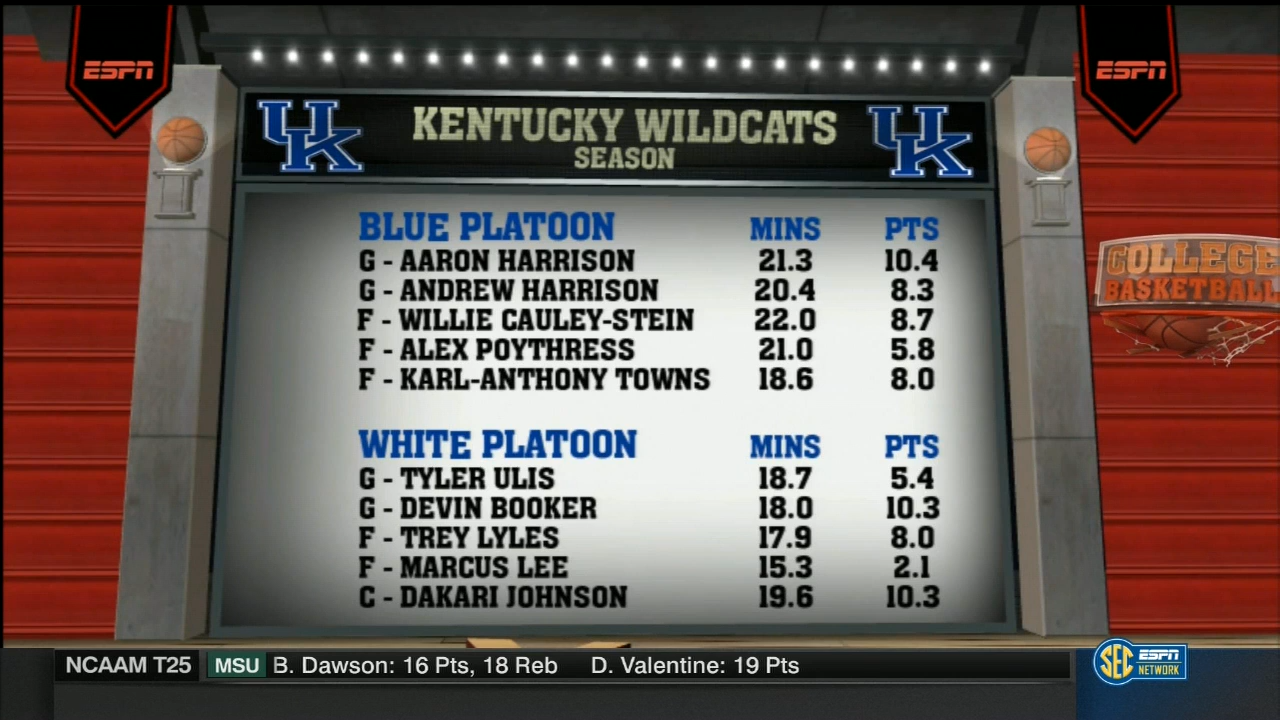 ESPN
ESPN
UK KENTUCKY WILDCATS UK
SEASON
BLUE PLATOON MINS PTS
G - AARON HARRISON 21.3 10.4
G - ANDREW HARRISON 20.4 8.3
F - WILLIE CAULEY-STEIN 22.0 8.7
F - ALEX POYTHRESS 21.0 5.8
F - KARL-ANTHONY TOWNS 18.6 8.0
COLLEGE
BASKETBALL
WHITE PLATOON MINS PTS
G - TYLER ULIS 18.7 5.4
G - DEVIN BOOKER 18.0 10.3
F - TREY LYLES 17.9 8.0
F - MARCUS LEE 15.3 2.1
C - DAKARI JOHNSON 19.6 10.3
NCAAM T25 MSU B. Dawson: 16 Pts, 18 Reb D. Valentine: 19 Pts
SEC ESPN
NETWORK